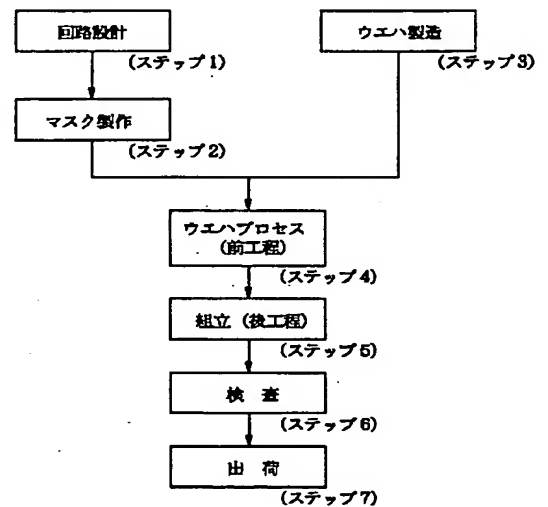 回路設計
(ステップ1)
ウエハ製造
(ステップ3)
マスク製作
(ステップ2)
ウエハプロセス
(前工程)
(ステップ4)
組立(後工程)
(ステップ5)
検 査
(ステップ6)
出 荷
(ステップ7)